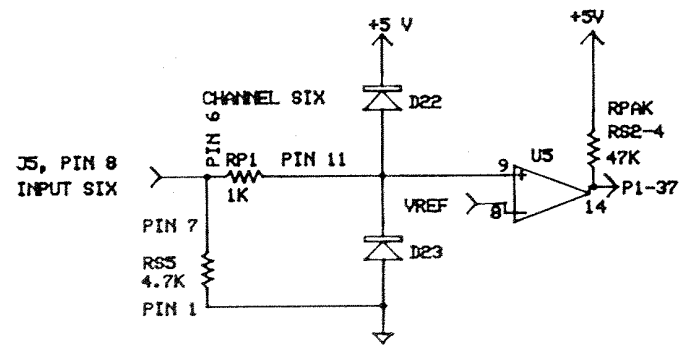 +5 V
+5V
CHANNEL SIX
D22
RPAK
RS2-4
47K
PIN 6
J5, PIN 8
INPUT SIX
RP1
PIN 11
1K
9
U5
+
VREF
8
-
14
P1-37
PIN 7
D23
RS5
4.7K
PIN 1